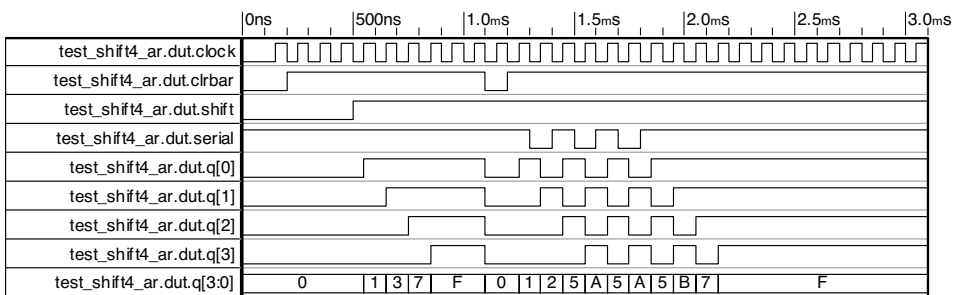 0ns 500ns 1.0ms 1.5ms 2.0ms 2.5ms 3.0ms
test_shift4_ar.dut.clock
test_shift4_ar.dut.clrbar
test_shift4_ar.dut.shift
test_shift4_ar.dut.serial
test_shift4_ar.dut.q[0]
test_shift4_ar.dut.q[1]
test_shift4_ar.dut.q[2]
test_shift4_ar.dut.q[3]
test_shift4_ar.dut.q[3:0] 0 1 3 7 F 0 1 2 5 A 5 A 5 B 7 F